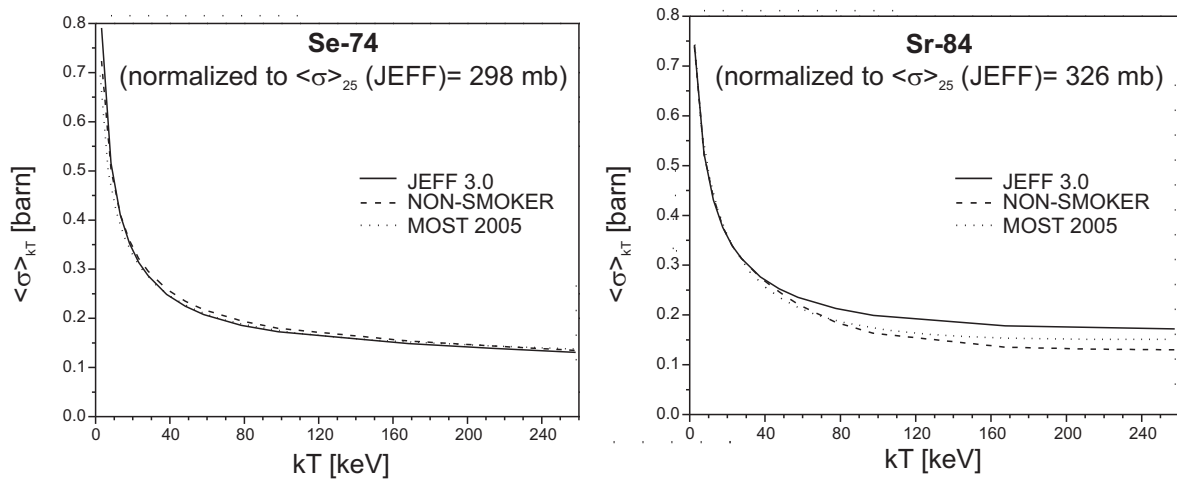 Se-74
(normalized to <σ>25 (JEFF)= 298 mb)
JEFF 3.0
NON-SMOKER
MOST 2005
<σ>kT [barn]
0.8
0.7
0.6
0.5
0.4
0.3
0.2
0.1
0.0
0 40 80 120 160 200 240
kT [keV]
Sr-84
(normalized to <σ>25 (JEFF)= 326 mb)
JEFF 3.0
NON-SMOKER
MOST 2005
<σ>kT [barn]
0.8
0.7
0.6
0.5
0.4
0.3
0.2
0.1
0.0
0 40 80 120 160 200 240
kT [keV]